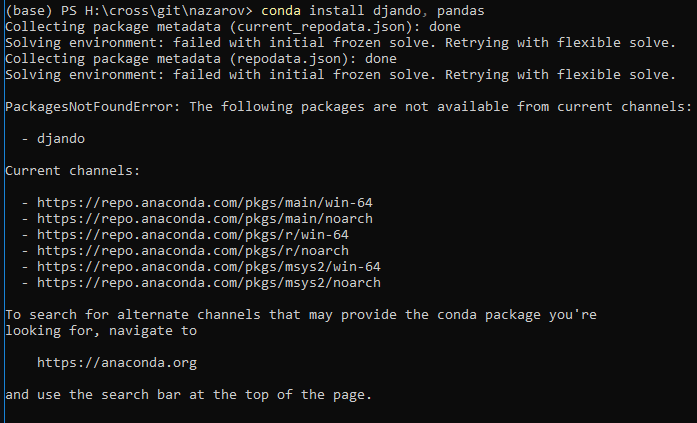 (base) PS H:\cross\git\nazarov> conda install djando, pandas
Collecting package metadata (current_repodata.json): done
Solving environment: failed with initial frozen solve. Retrying with flexible solve.
Collecting package metadata (repodata.json): done
Solving environment: failed with initial frozen solve. Retrying with flexible solve.

PackagesNotFoundError: The following packages are not available from current channels:

  - djando

Current channels:

  - https://repo.anaconda.com/pkgs/main/win-64
  - https://repo.anaconda.com/pkgs/main/noarch
  - https://repo.anaconda.com/pkgs/r/win-64
  - https://repo.anaconda.com/pkgs/r/noarch
  - https://repo.anaconda.com/pkgs/msys2/win-64
  - https://repo.anaconda.com/pkgs/msys2/noarch

To search for alternate channels that may provide the conda package you're
looking for, navigate to

    https://anaconda.org

and use the search bar at the top of the page.